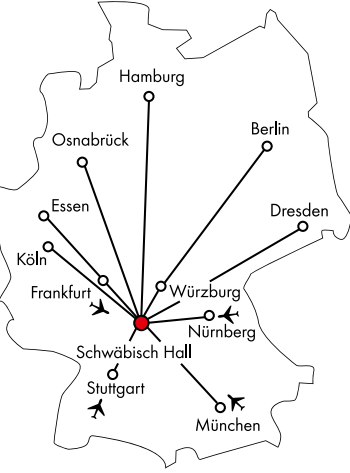 Hamburg
Berlin
Osnabrück
Essen
Dresden
Köln
Frankfurt
Würzburg
Nürnberg
Schwäbisch Hall
Stuttgart
München